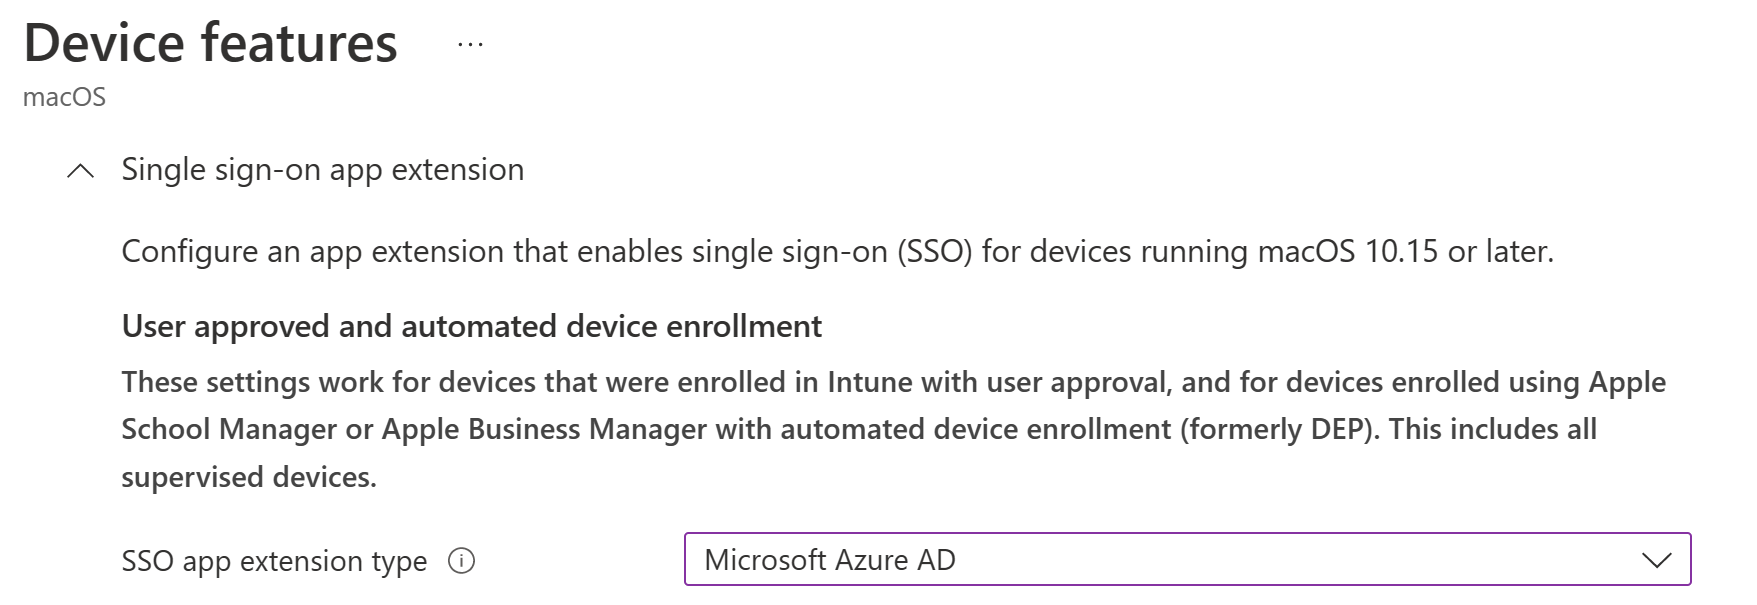 Device features ...
macOS
Single sign-on app extension
Configure an app extension that enables single sign-on (SSO) for devices running macOS 10.15 or later.
User approved and automated device enrollment
These settings work for devices that were enrolled in Intune with user approval, and for devices enrolled using Apple
School Manager or Apple Business Manager with automated device enrollment (formerly DEP). This includes all
supervised devices.
SSO app extension type
Microsoft Azure AD